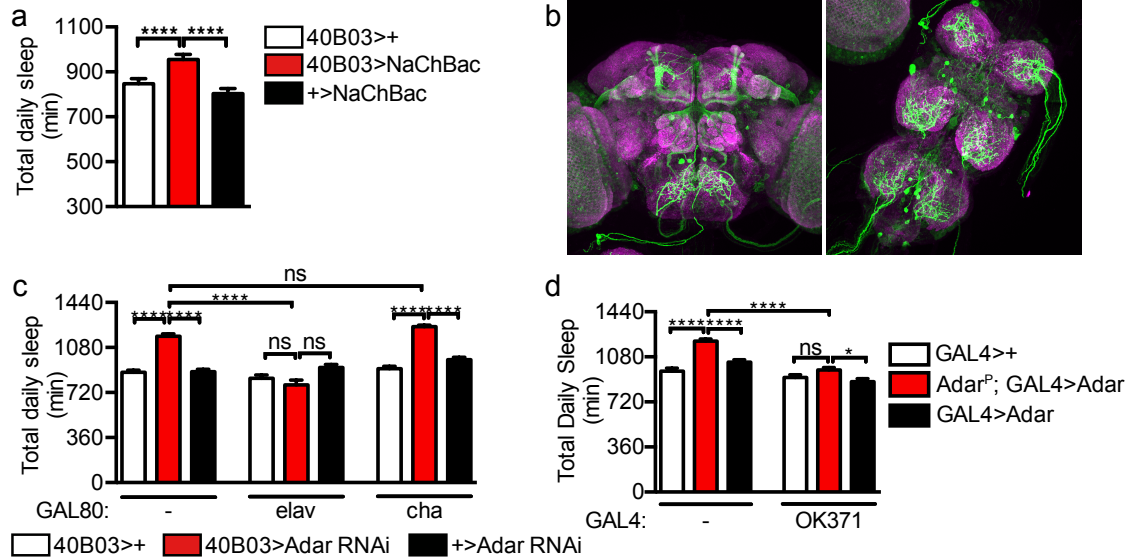 a
b
1100
900
700
500
300
Total daily sleep
(min)
**** ****
40B03>+
40B03>NaChBac
+>NaChBac
c
ns
****
********
ns ns
********
1440
1080
720
360
0
Total daily sleep
(min)
GAL80: - elav cha
40B03>+ 40B03>Adar RNAi +>Adar RNAi
d
****
********
ns *
1440
1080
720
360
0
Total Daily Sleep
(min)
GAL4: - OK371
GAL4>+
Adarᴾ; GAL4>Adar
GAL4>Adar